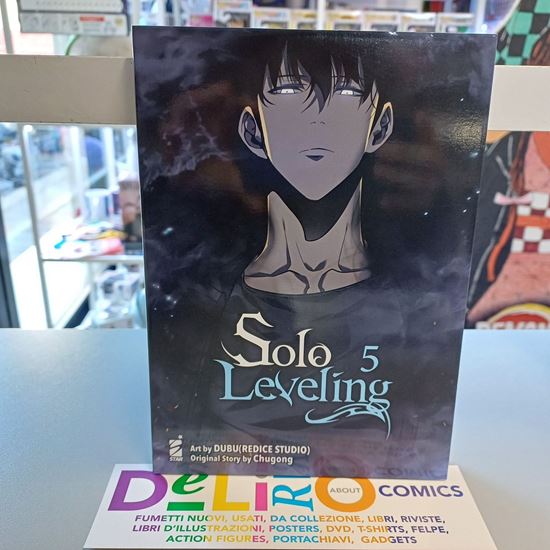 Solo
Leveling 5
STAR
Art by DUBU(REDICE STUDIO)
Original Story by Chugong
DELIRIO ABOUT COMICS
FUMETTI NUOVI, USATI, DA COLLEZIONE, LIBRI, RIVISTE,
LIBRI D'ILLUSTRAZIONI, POSTERS, DVD, T-SHIRTS, FELPE,
ACTION FIGURES, PORTACHIAVI, GADGETS